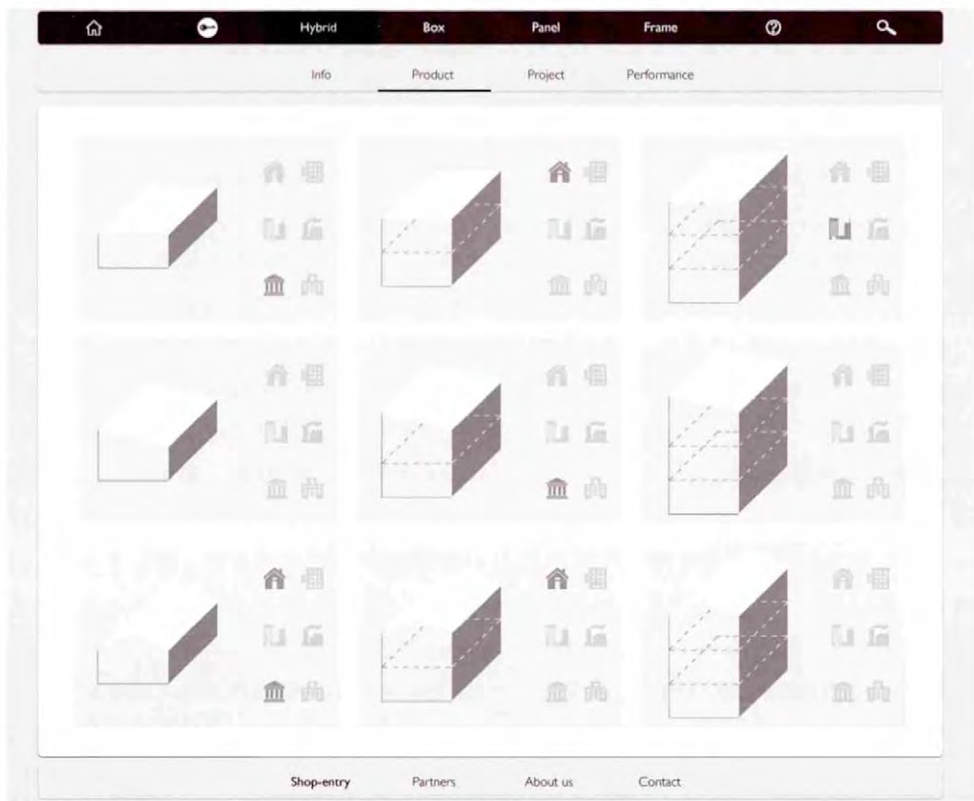 Hybrid Box Panel Frame
Info Product Project Performance
Shop-entry Partners About us Contact